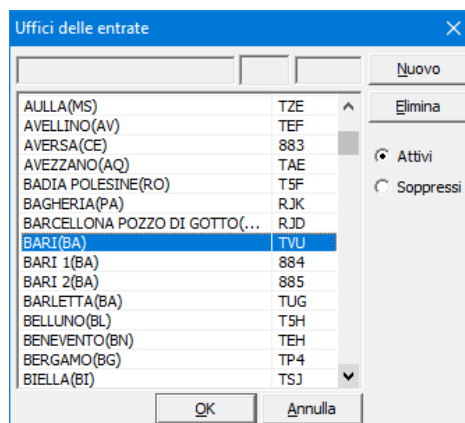 Uffici delle entrate
Nuovo
AULLA(MS) TZE
Elimina
AVELLINO(AV) TEF
AVERSA(CE) 883
AVEZZANO(AQ) TAE
Attivi
BADIA POLESINE(RO) T5F
Soppressi
BAGHERIA(PA) RJK
BARCELLONA POZZO DI GOTTO(... RJD
BARI(BA) TVU
BARI 1(BA) 884
BARI 2(BA) 885
BARLETTA(BA) TUG
BELLUNO(BL) T5H
BENEVENTO(BN) TEH
BERGAMO(BG) TP4
BIELLA(BI) TSJ
OK Annulla